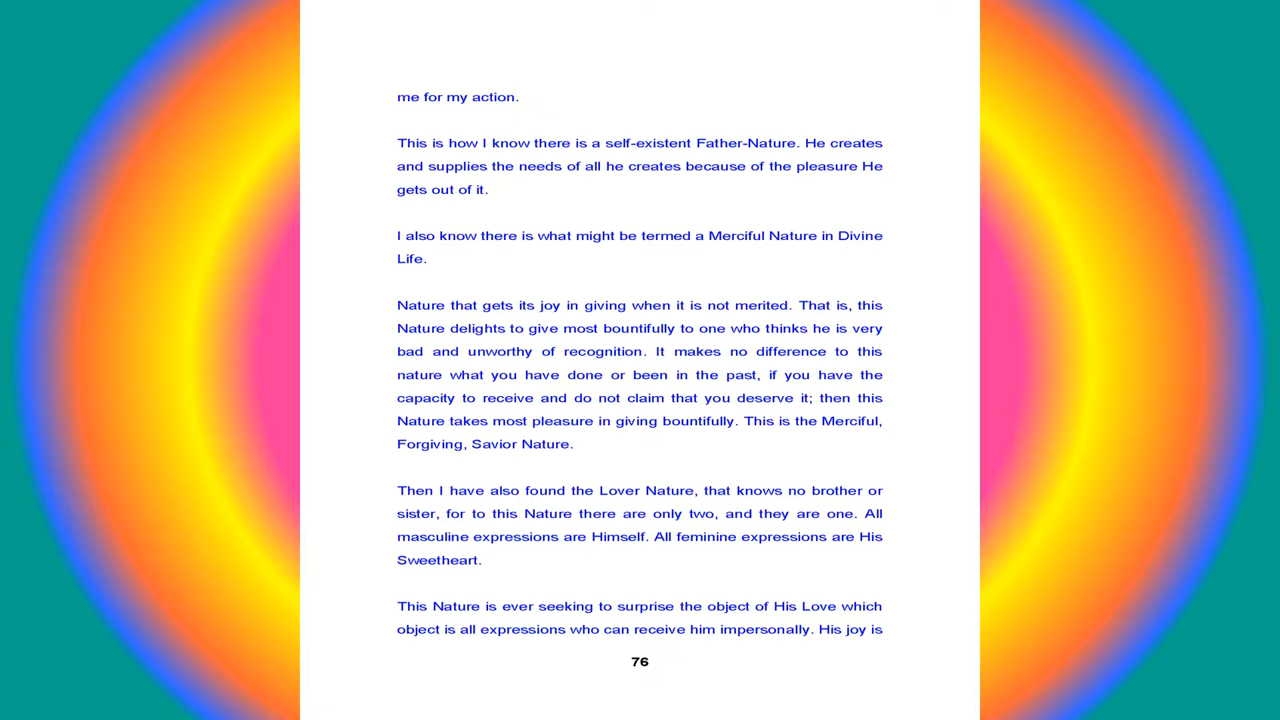 me for my action.
This is how I know there is a self-existent Father-Nature. He creates
and supplies the needs of all he creates because of the pleasure He
gets out of it.
I also know there is what might be termed a Merciful Nature in Divine
Life.
Nature that gets its joy in giving when it is not merited. That is, this
Nature delights to give most bountifully to one who thinks he is very
bad and unworthy of recognition. It makes no difference to this
nature what you have done or been in the past, if you have the
capacity to receive and do not claim that you deserve it; then this
Nature takes most pleasure in giving bountifully. This is the Merciful,
Forgiving, Savior Nature.
Then I have also found the Lover Nature, that knows no brother or
sister, for to this Nature there are only two, and they are one. All
masculine expressions are Himself. All feminine expressions are His
Sweetheart.
This Nature is ever seeking to surprise the object of His Love which
object is all expressions who can receive him impersonally. His joy is
76